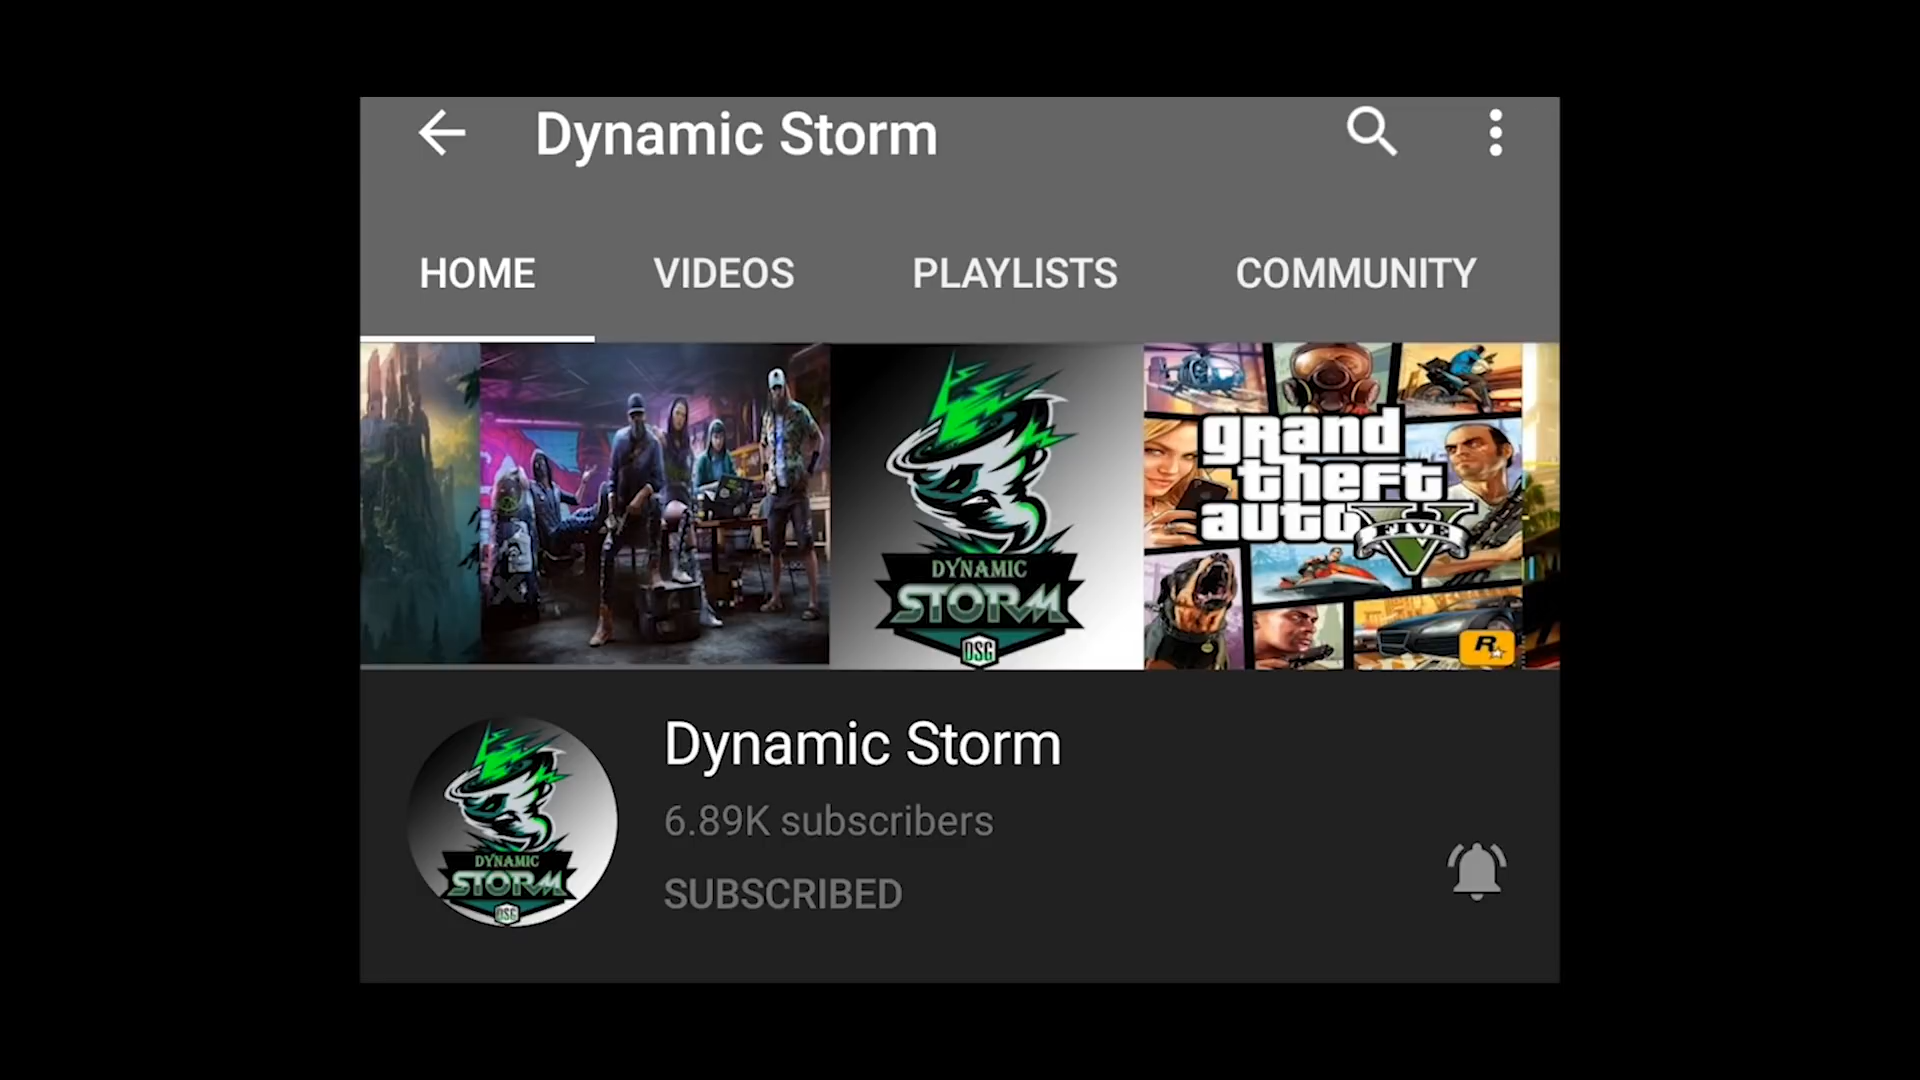 Dynamic Storm
HOME VIDEOS PLAYLISTS COMMUNITY
DYNAMIC
STORM
DSG
grand
theft
auto
FIVE
R
Dynamic Storm
6.89K subscribers
SUBSCRIBED
DYNAMIC
STORM
DSG